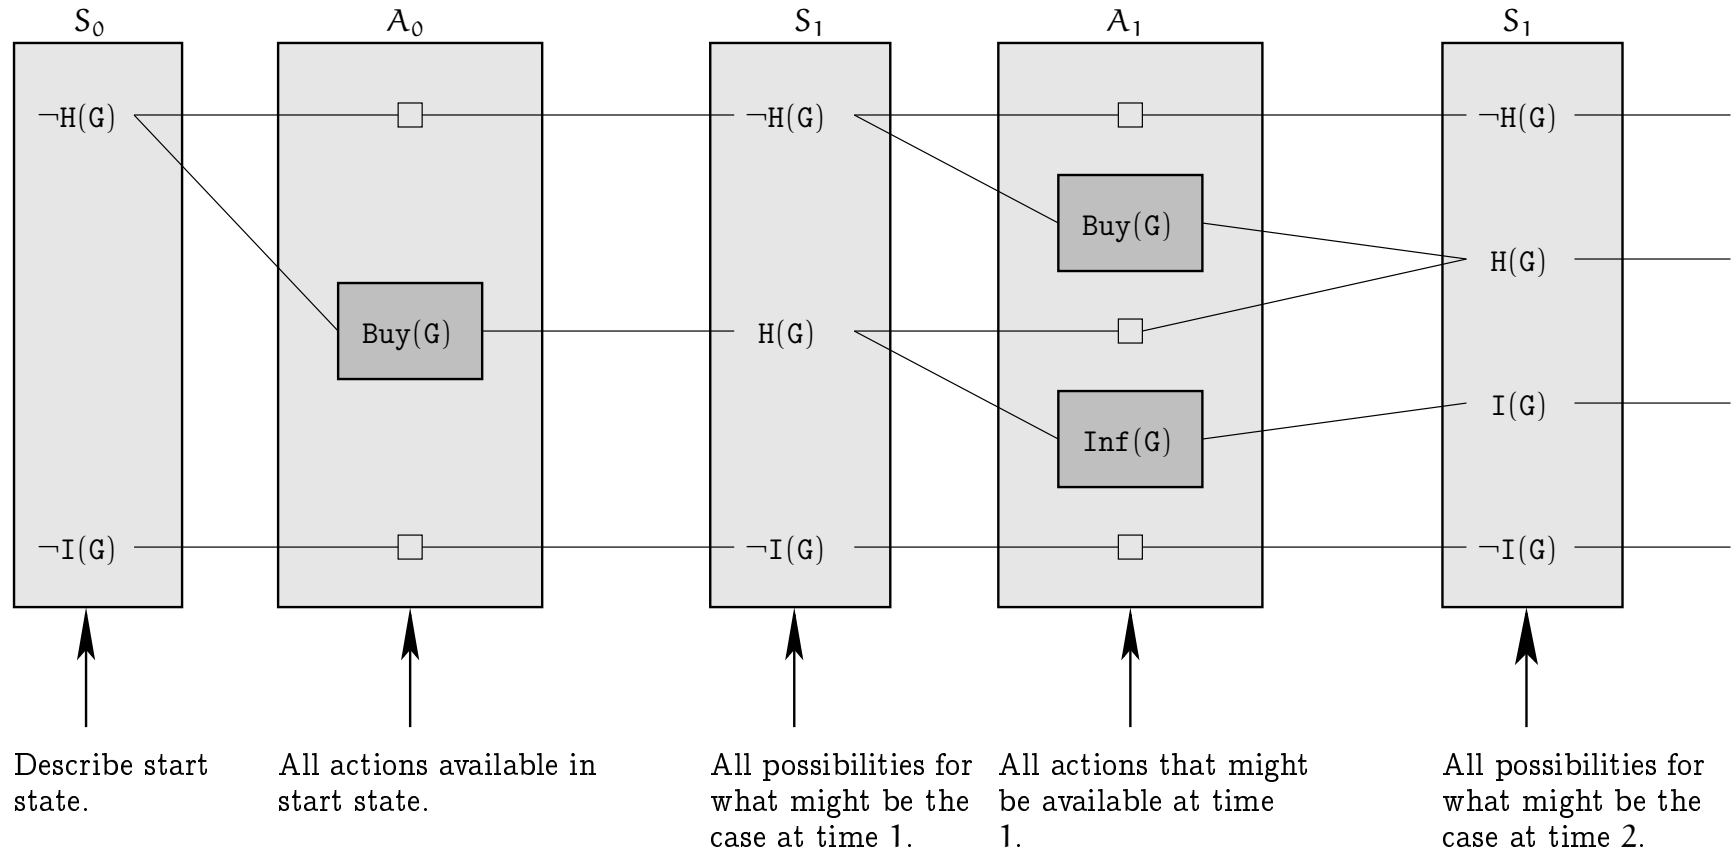 S₀ A₀ S₁ A₁ S₁
¬H(G) ¬H(G) ¬H(G)
Buy(G)
H(G)
Buy(G) H(G)
I(G)
Inf(G)
¬I(G) ¬I(G) ¬I(G)
Describe start
state.
All actions available in
start state.
All possibilities for
what might be the
case at time 1.
All actions that might
be available at time
1.
All possibilities for
what might be the
case at time 2.